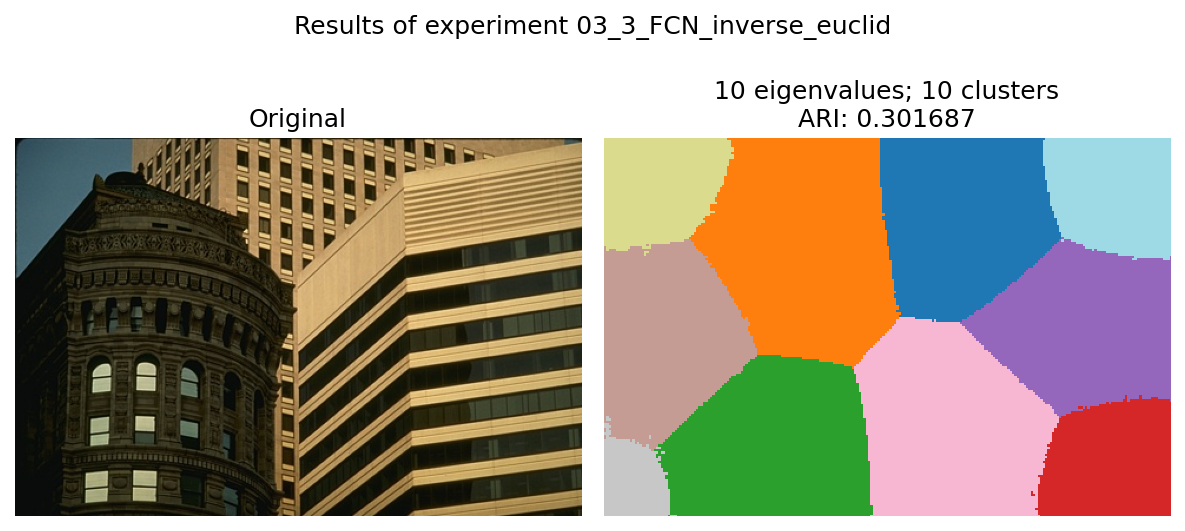 Results of experiment 03_3_FCN_inverse_euclid
Original
10 eigenvalues; 10 clusters
ARI: 0.301687